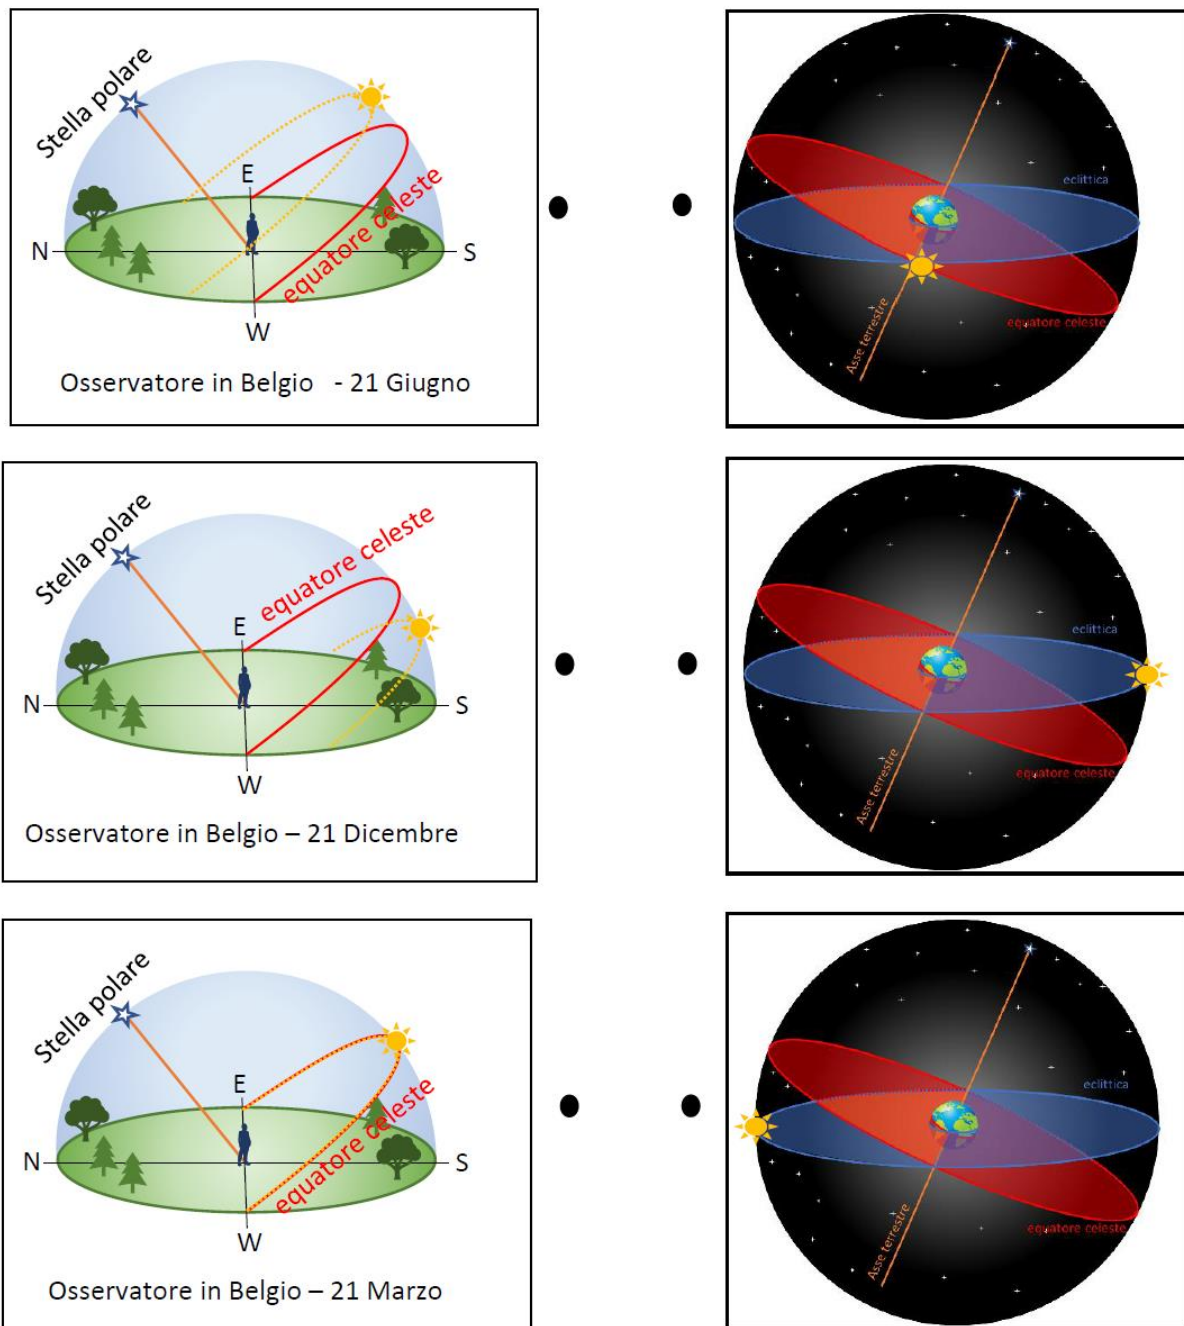 Stella polare
E
N
S
equatore celeste
W
Osservatore in Belgio - 21 Giugno
eclittica
equatore celeste
Asse terrestre
Stella polare
equatore celeste
E
N
S
W
Osservatore in Belgio – 21 Dicembre
eclittica
equatore celeste
Asse terrestre
Stella polare
E
N
S
equatore celeste
W
Osservatore in Belgio – 21 Marzo
eclittica
equatore celeste
Asse terrestre